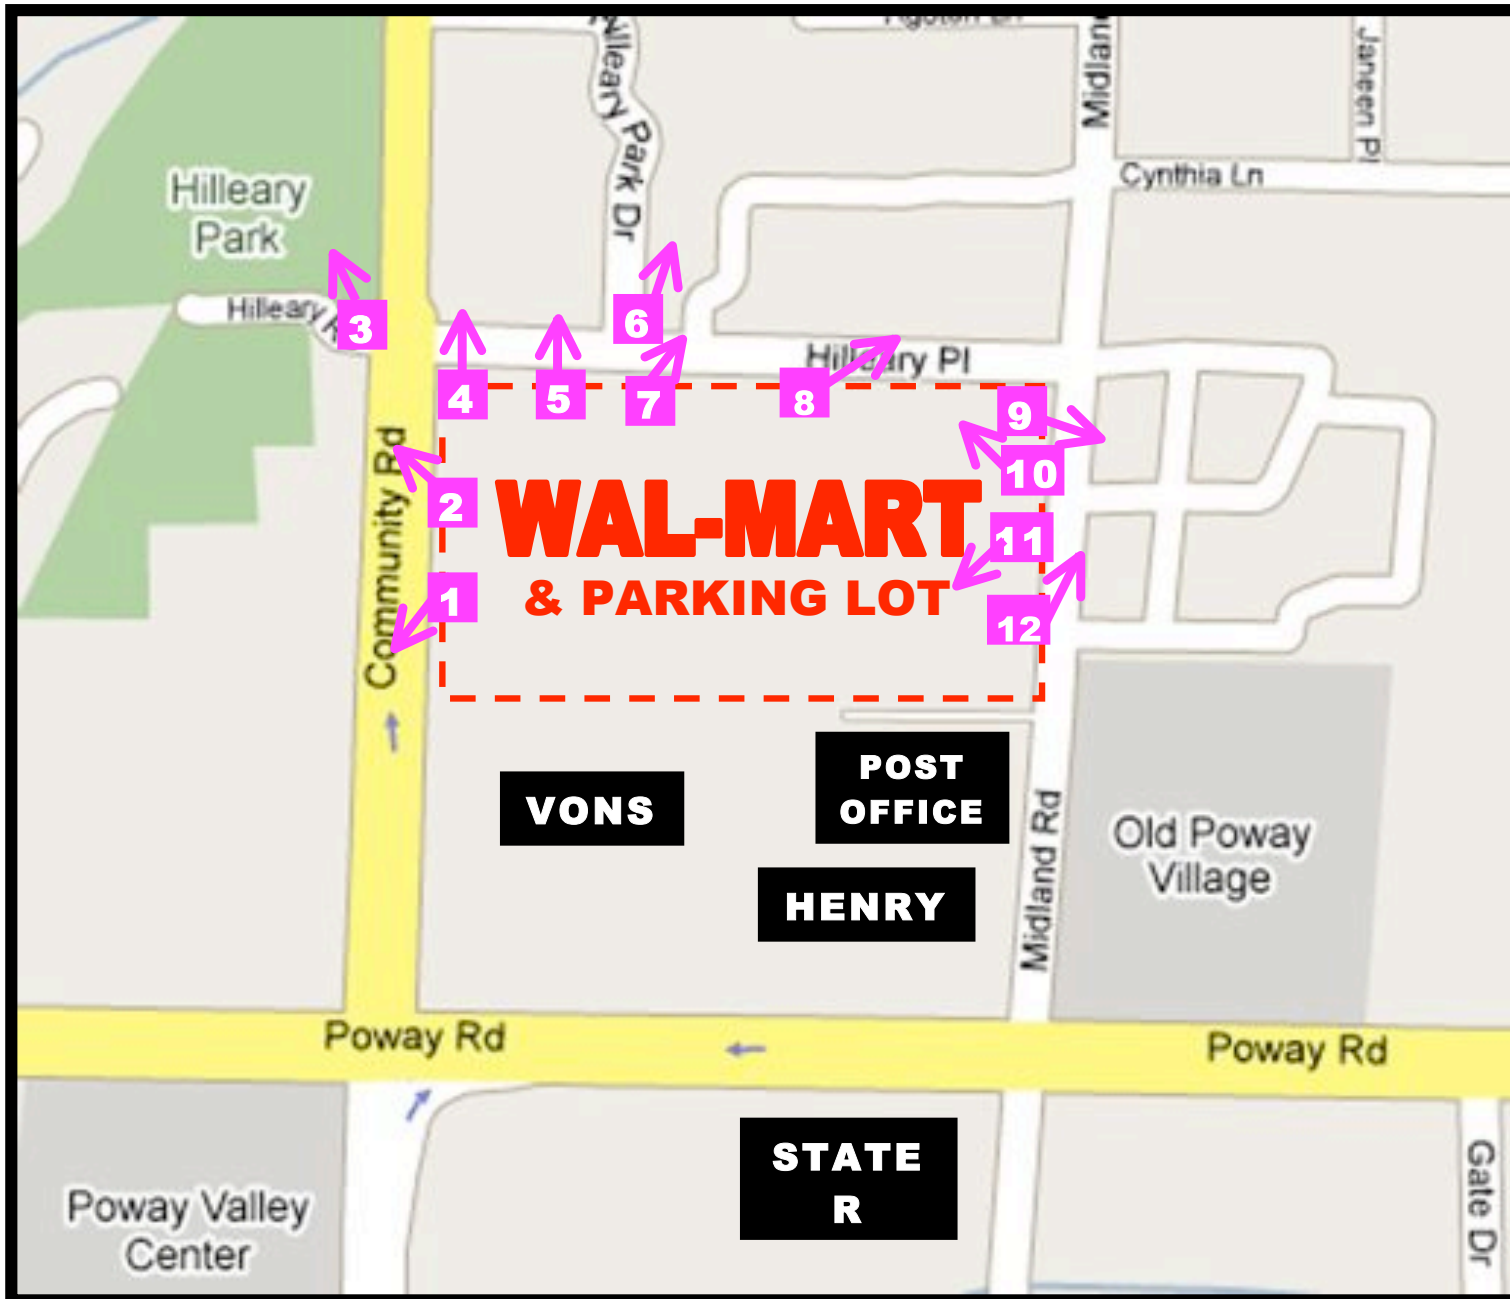 Hilleary Park Dr
Midland
Janeen Pl
Cynthia Ln
Hilleary
Park
Hilleary
3
6
Hilleary Pl
4
5
7
8
9
10
Community Rd
2
WAL-MART
11
& PARKING LOT
1
12
VONS
POST
OFFICE
HENRY
Midland Rd
Old Poway
Village
Poway Rd
Poway Rd
STATE
R
Poway Valley
Center
Gate Dr